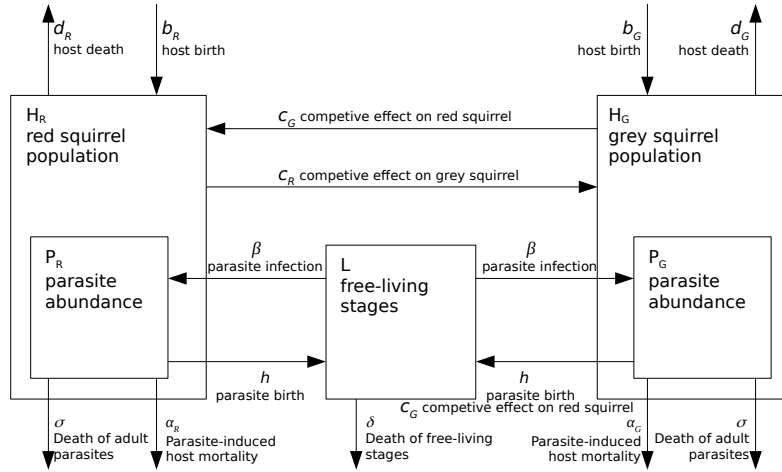 d_R
host death
b_R
host birth
b_G
host birth
d_G
host death
H_R
red squirrel
population
H_G
grey squirrel
population
c_G competive effect on red squirrel
c_R competive effect on grey squirrel
P_R
parasite
abundance
β
parasite infection
L
free-living
stages
β
parasite infection
P_G
parasite
abundance
h
parasite birth
h
parasite birth
c_G competive effect on red squirrel
σ
Death of adult
parasites
α_R
Parasite-induced
host mortality
δ
Death of free-living
stages
α_G
Parasite-induced
host mortality
σ
Death of adult
parasites